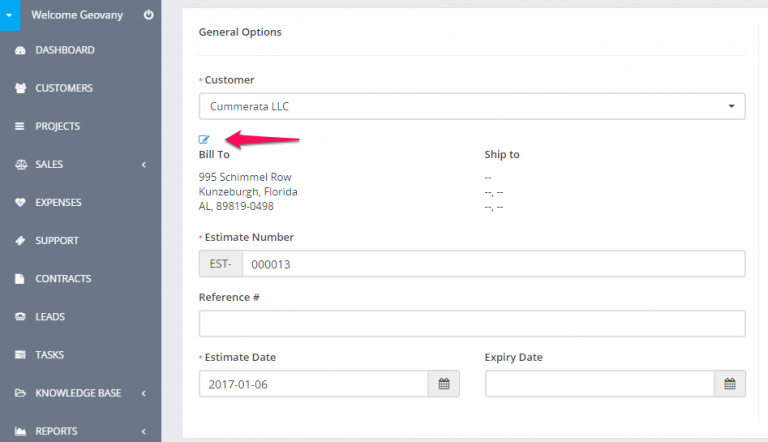 Welcome Geovany
DASHBOARD
CUSTOMERS
PROJECTS
SALES
EXPENSES
SUPPORT
CONTRACTS
LEADS
TASKS
KNOWLEDGE BASE
REPORTS
General Options
* Customer
Cummerata LLC
Bill To
995 Schimmel Row
Kunzeburgh, Florida
AL, 89819-0498
Ship to
--
--, --
--, --
* Estimate Number
EST- 000013
Reference #
* Estimate Date
2017-01-06
Expiry Date